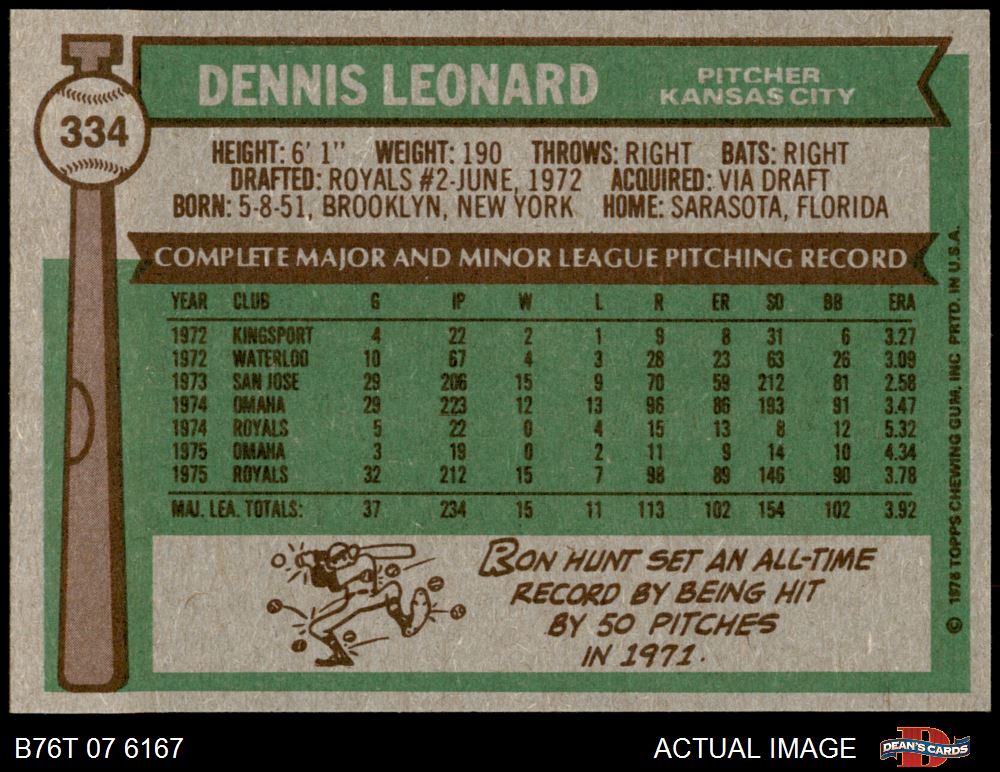 DENNIS LEONARD
PITCHER
KANSAS CITY
334
HEIGHT: 6' 1" WEIGHT: 190 THROWS: RIGHT BATS: RIGHT
DRAFTED: ROYALS #2-JUNE, 1972 ACQUIRED: VIA DRAFT
BORN: 5-8-51, BROOKLYN, NEW YORK HOME: SARASOTA, FLORIDA
COMPLETE MAJOR AND MINOR LEAGUE PITCHING RECORD
YEAR CLUB G IP W L R ER SO BB ERA
1972 KINGSPORT 4 22 2 1 9 8 31 6 3.27
1972 WATERLOO 10 67 4 3 28 23 63 26 3.09
1973 SAN JOSE 29 206 15 9 70 59 212 81 2.58
1974 OMAHA 29 223 12 13 96 86 193 91 3.47
1974 ROYALS 5 22 0 4 15 13 8 12 5.32
1975 OMAHA 3 19 0 2 11 9 14 10 4.34
1975 ROYALS 32 212 15 7 98 89 146 90 3.78
MAJ. LEA. TOTALS: 37 234 15 11 113 102 154 102 3.92
RON HUNT SET AN ALL-TIME
RECORD BY BEING HIT
BY 50 PITCHES
IN 1971.
© 1976 TOPPS CHEWING GUM, INC PRTD. IN U.S.A.
B76T 07 6167
ACTUAL IMAGE
DEAN'S CARDS